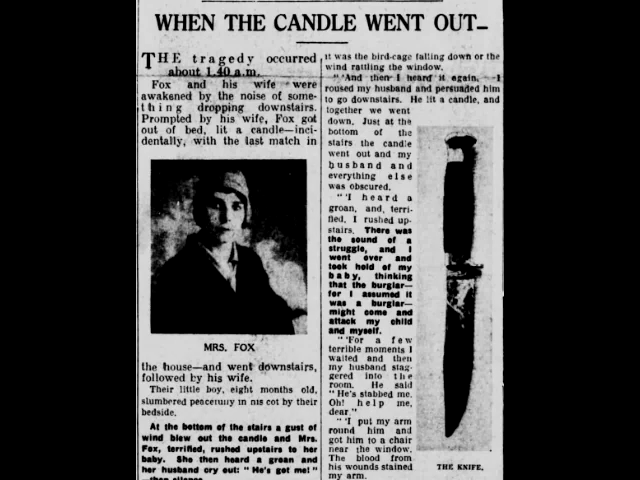 WHEN THE CANDLE WENT OUT—
THE tragedy occurred
about 1.40 a.m.
Fox and his wife were
awakened by the noise of some-
thing dropping downstairs.
Prompted by his wife, Fox got
out of bed, lit a candle—inci-
dentally, with the last match in
MRS. FOX
the house—and went downstairs,
followed by his wife.
Their little boy, eight months old,
slumbered peacefully in his cot by their
bedside.
At the bottom of the stairs a gust of
wind blew out the candle and Mrs.
Fox, terrified, rushed upstairs to her
baby. She then heard a groan and
her husband cry out: "He's got me!"
then silence.
it was the bird-cage falling down or the
wind rattling the window.
"'And then I heard it again. I
roused my husband and persuaded him
to go downstairs. He lit a candle, and
together we went
down. Just at the
bottom of the
stairs the candle
went out and my
husband and
everything else
was obscured.
"'I heard a
groan, and, terri-
fied, I rushed up-
stairs. There was
the sound of a
struggle, and I
went over and
took hold of my
baby, thinking
that the burglar—
for I assumed it
was a burglar—
might come and
attack my child
and myself.
"'For a few
terrible moments I
waited and then
my husband stag-
gered into the
room. He said
"He's stabbed me.
Oh! help me,
dear."
"'I put my arm
round him and
got him to a chair
near the window.
The blood from
his wounds stained
my arm.
THE KNIFE.